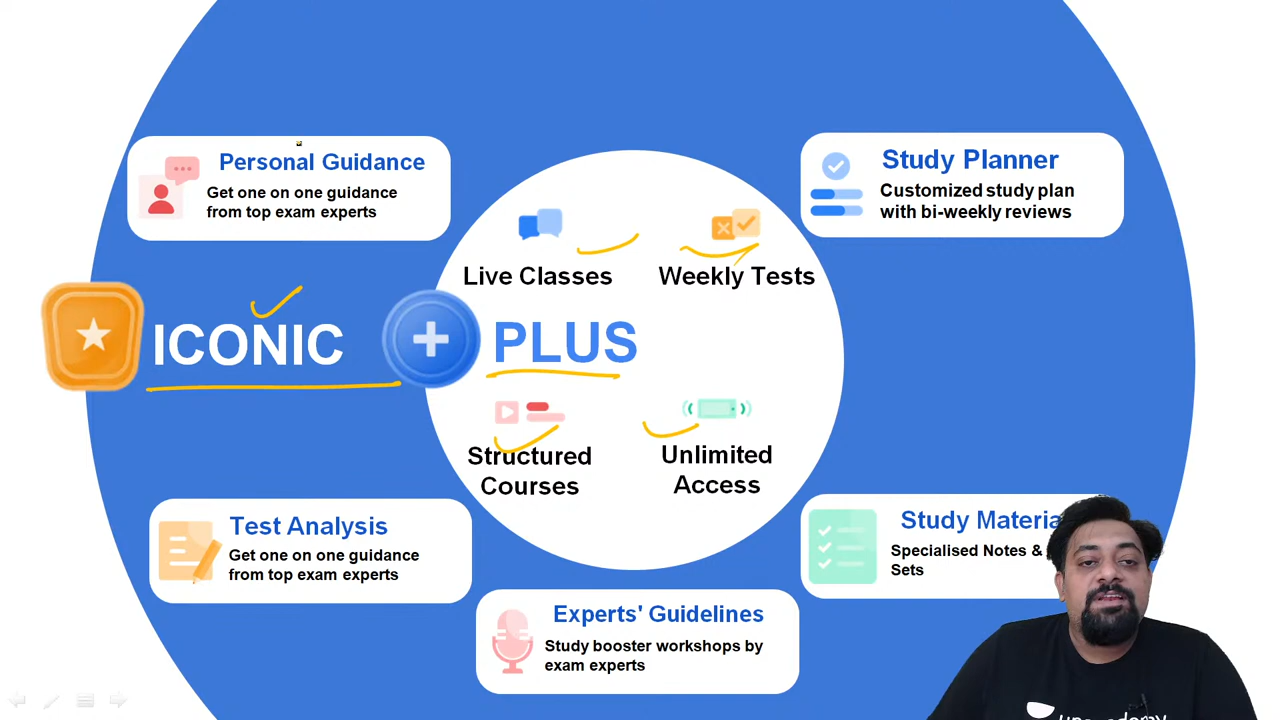 Personal Guidance
Get one on one guidance
from top exam experts
Study Planner
Customized study plan
with bi-weekly reviews
Live Classes
Weekly Tests
ICONIC
PLUS
Structured
Courses
Unlimited
Access
Test Analysis
Get one on one guidance
from top exam experts
Study Materia
Specialised Notes &
Sets
Experts' Guidelines
Study booster workshops by
exam experts